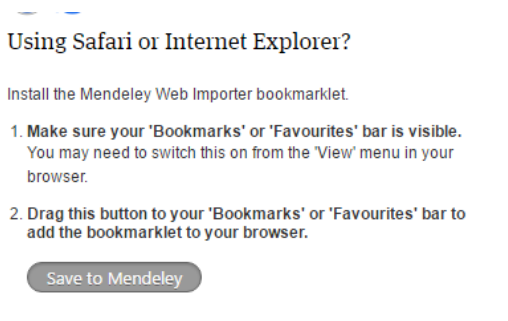 Using Safari or Internet Explorer?
Install the Mendeley Web Importer bookmarklet.
1. Make sure your 'Bookmarks' or 'Favourites' bar is visible.
You may need to switch this on from the 'View' menu in your
browser.
2. Drag this button to your 'Bookmarks' or 'Favourites' bar to
add the bookmarklet to your browser.
Save to Mendeley